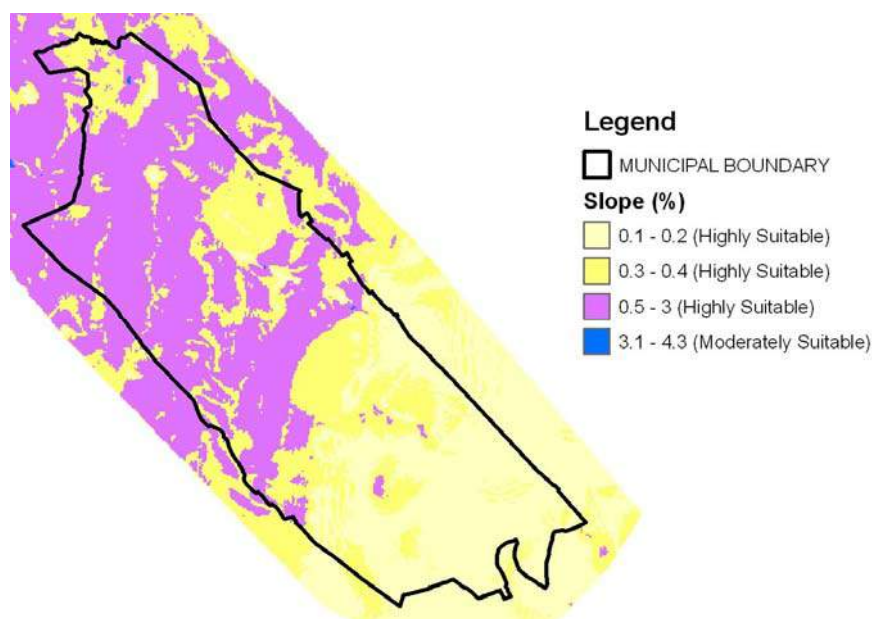 Legend
MUNICIPAL BOUNDARY
Slope (%)
0.1 - 0.2 (Highly Suitable)
0.3 - 0.4 (Highly Suitable)
0.5 - 3 (Highly Suitable)
3.1 - 4.3 (Moderately Suitable)